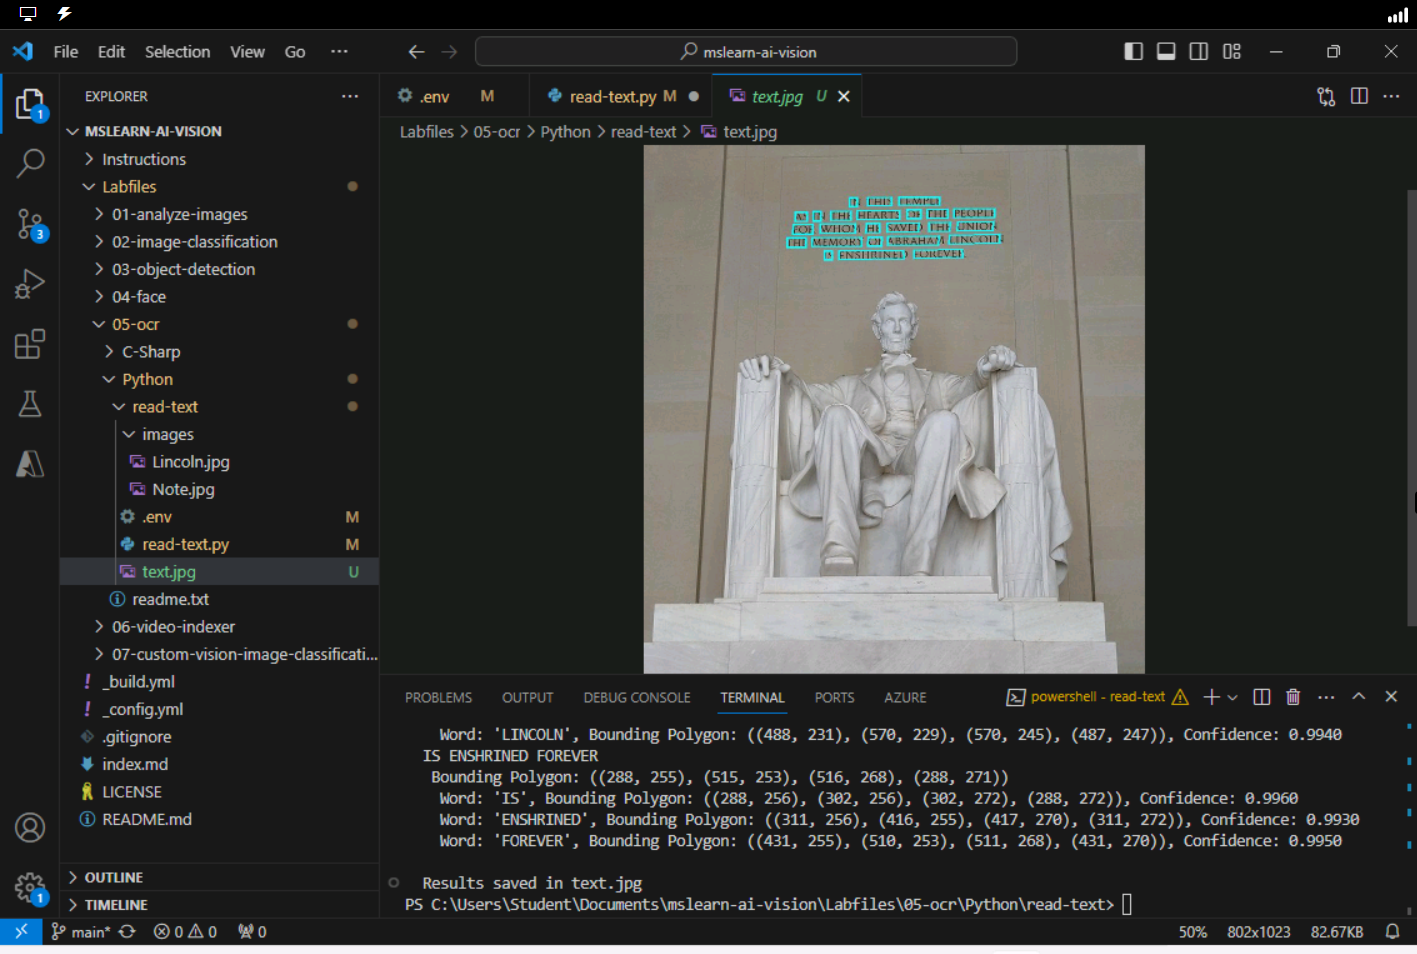 File Edit Selection View Go ···
mslearn-ai-vision
EXPLORER ···
.env M
read-text.py M
text.jpg U
Labfiles > 05-ocr > Python > read-text > text.jpg
1
3
1
MSLEARN-AI-VISION
Instructions
Labfiles
01-analyze-images
02-image-classification
03-object-detection
04-face
05-ocr
C-Sharp
Python
read-text
images
Lincoln.jpg
Note.jpg
.env M
read-text.py M
text.jpg U
readme.txt
06-video-indexer
07-custom-vision-image-classificati...
_build.yml
_config.yml
.gitignore
index.md
LICENSE
README.md
OUTLINE
TIMELINE
IN THIS TEMPLE
AS IN THE HEARTS OF THE PEOPLE
FOR WHOM HE SAVED THE UNION
THE MEMORY OF ABRAHAM LINCOLN
IS ENSHRINED FOREVER
PROBLEMS OUTPUT DEBUG CONSOLE TERMINAL PORTS AZURE
powershell - read-text
Word: 'LINCOLN', Bounding Polygon: ((488, 231), (570, 229), (570, 245), (487, 247)), Confidence: 0.9940
IS ENSHRINED FOREVER
Bounding Polygon: ((288, 255), (515, 253), (516, 268), (288, 271))
Word: 'IS', Bounding Polygon: ((288, 256), (302, 256), (302, 272), (288, 272)), Confidence: 0.9960
Word: 'ENSHRINED', Bounding Polygon: ((311, 256), (416, 255), (417, 270), (311, 272)), Confidence: 0.9930
Word: 'FOREVER', Bounding Polygon: ((431, 255), (510, 253), (511, 268), (431, 270)), Confidence: 0.9950
Results saved in text.jpg
PS C:\Users\Student\Documents\mslearn-ai-vision\Labfiles\05-ocr\Python\read-text>
main* 0 0 0
50% 802x1023 82.67KB